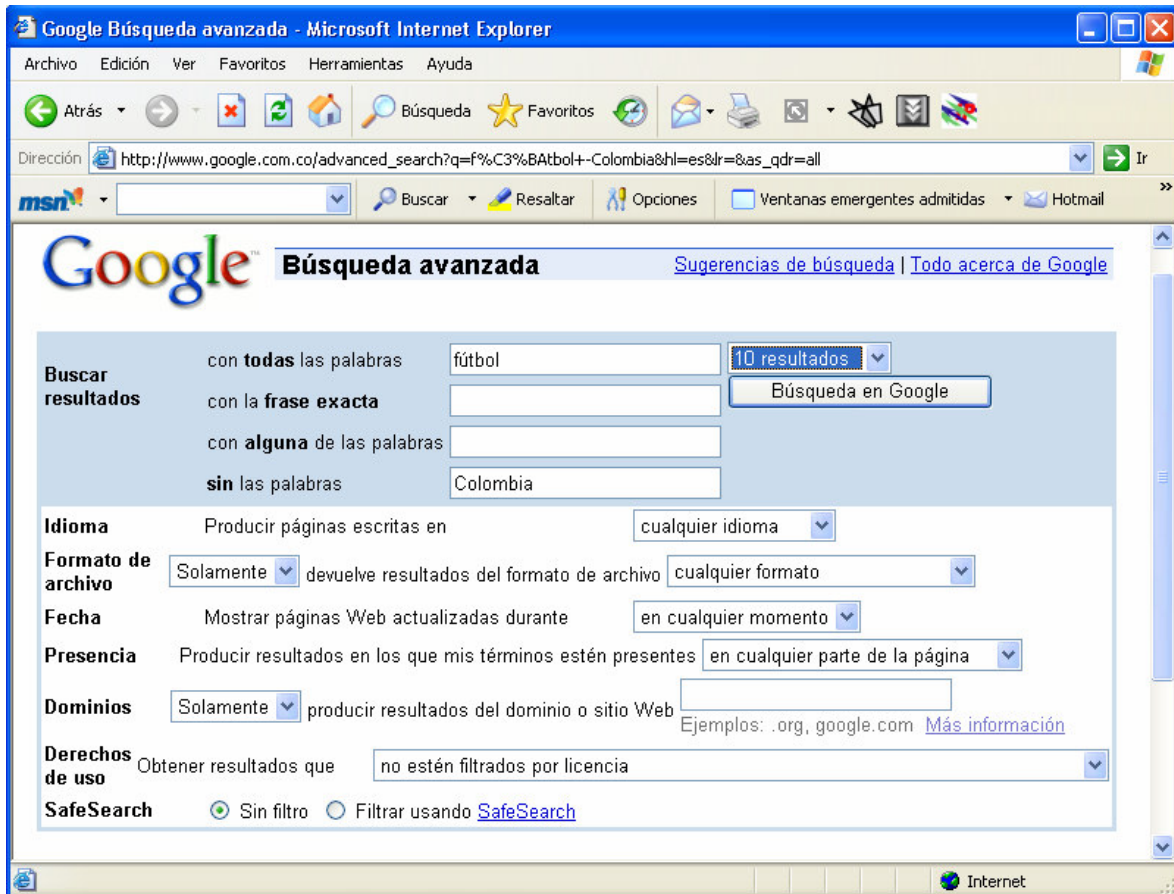 Google Búsqueda avanzada - Microsoft Internet Explorer
Archivo Edición Ver Favoritos Herramientas Ayuda
Atrás Búsqueda Favoritos
Dirección http://www.google.com.co/advanced_search?q=f%C3%BAtbol+-Colombia&hl=es&lr=&as_qdr=all Ir
msn Buscar Resaltar Opciones Ventanas emergentes admitidas Hotmail »
Google™ Búsqueda avanzada Sugerencias de búsqueda | Todo acerca de Google
Buscar resultados
con todas las palabras fútbol 10 resultados
Búsqueda en Google
con la frase exacta
con alguna de las palabras
sin las palabras Colombia
Idioma Producir páginas escritas en cualquier idioma
Formato de archivo Solamente devuelve resultados del formato de archivo cualquier formato
Fecha Mostrar páginas Web actualizadas durante en cualquier momento
Presencia Producir resultados en los que mis términos estén presentes en cualquier parte de la página
Dominios Solamente producir resultados del dominio o sitio Web
Ejemplos: .org, google.com Más información
Derechos de uso Obtener resultados que no estén filtrados por licencia
SafeSearch Sin filtro Filtrar usando SafeSearch
Internet